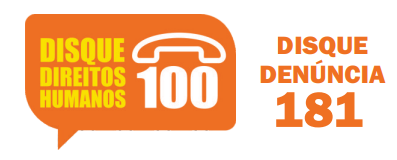 DISQUE
DIREITOS
HUMANOS
100
DISQUE
DENÚNCIA
181